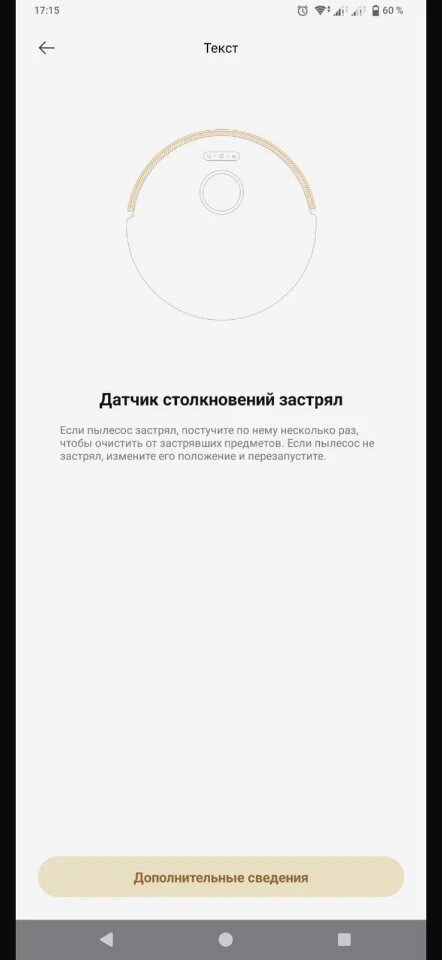 17:15
60 %
Текст
Датчик столкновений застрял
Если пылесос застрял, постучите по нему несколько раз,
чтобы очистить от застрявших предметов. Если пылесос не
застрял, измените его положение и перезапустите.
Дополнительные сведения